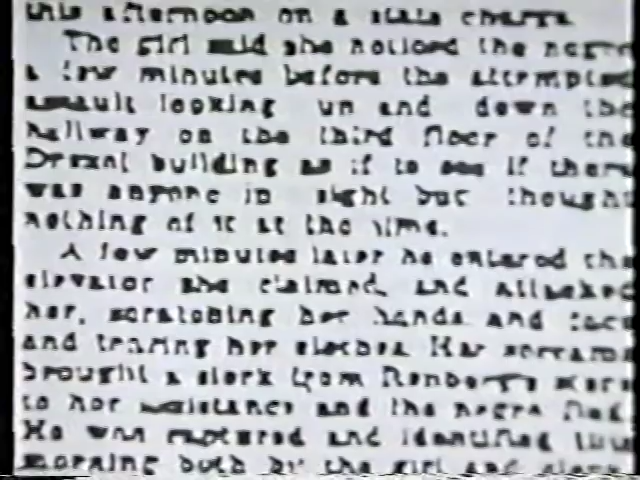 this afternoon on a state charge
The girl said she noticed the negro
a few minutes before the attempted
assault looking up and down the
hallway on the third floor of the
Drexel building as if to see if there
was anyone in sight but thought
nothing of it at the time.
A few minutes later he entered the
elevator she claimed, and attacked
her, scratching her hands and face
and tearing her clothes. Her screams
brought a clerk from Renberg's store
to her assistance and the negro fled.
He was captured and identified this
morning both by the girl and clerk